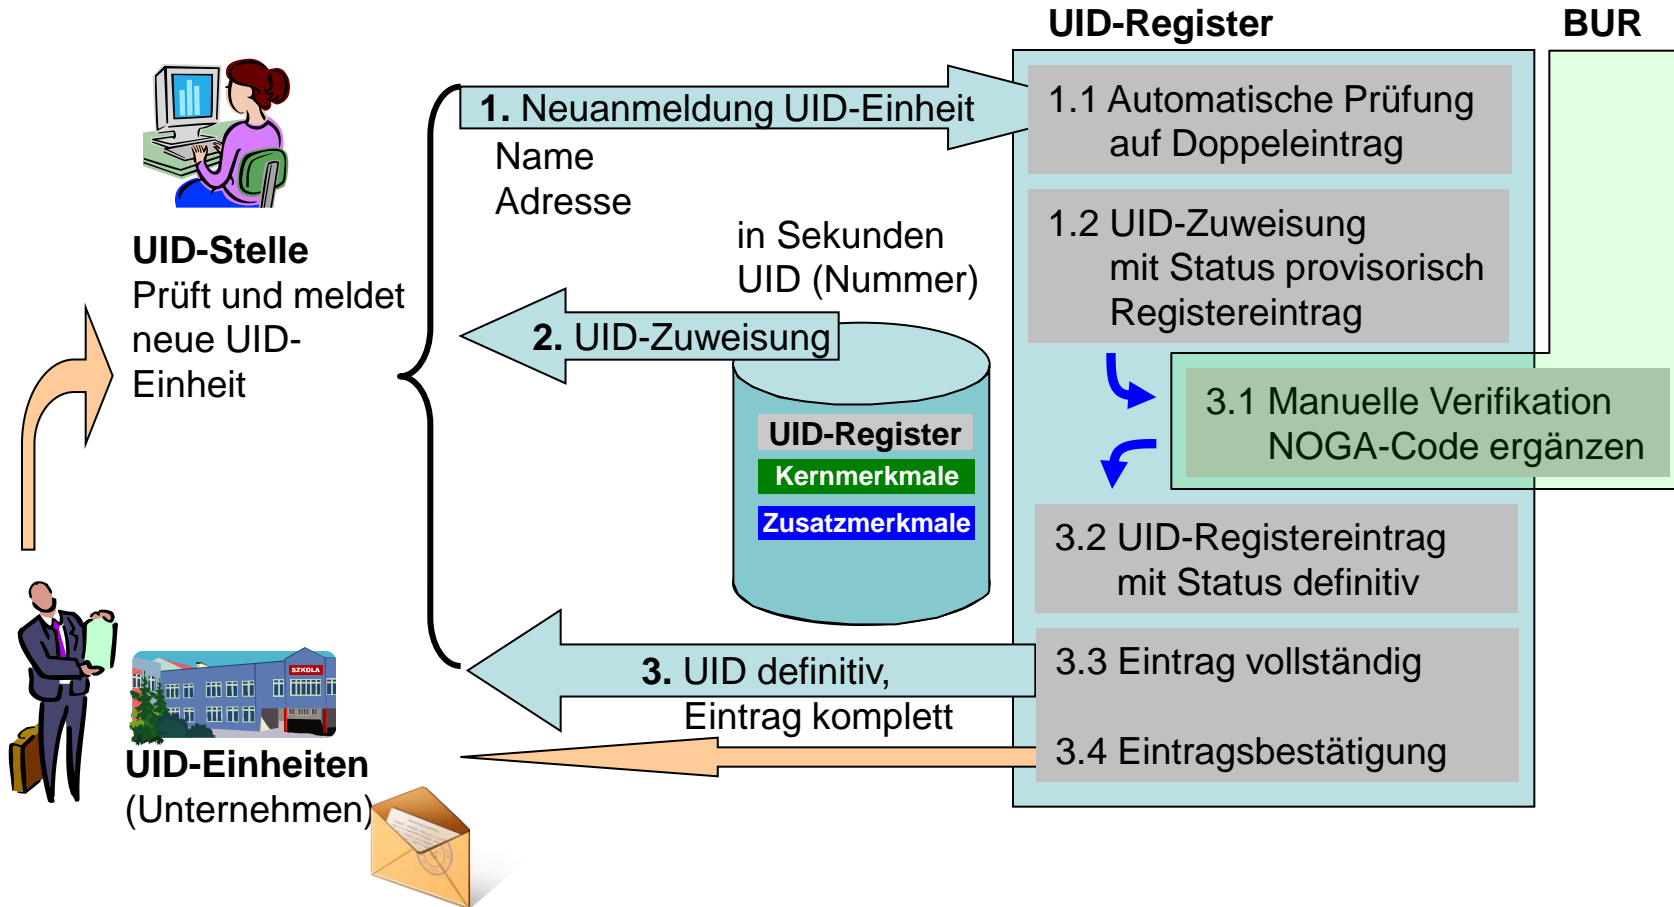 UID-Register
BUR
1. Neuanmeldung UID-Einheit
Name
Adresse
1.1 Automatische Prüfung
auf Doppeleintrag
1.2 UID-Zuweisung
mit Status provisorisch
Registereintrag
UID-Stelle
Prüft und meldet
neue UID-
Einheit
in Sekunden
UID (Nummer)
2. UID-Zuweisung
UID-Register
Kernmerkmale
Zusatzmerkmale
3.1 Manuelle Verifikation
NOGA-Code ergänzen
3.2 UID-Registereintrag
mit Status definitiv
3. UID definitiv,
Eintrag komplett
3.3 Eintrag vollständig
3.4 Eintragsbestätigung
SZKOŁA
UID-Einheiten
(Unternehmen)